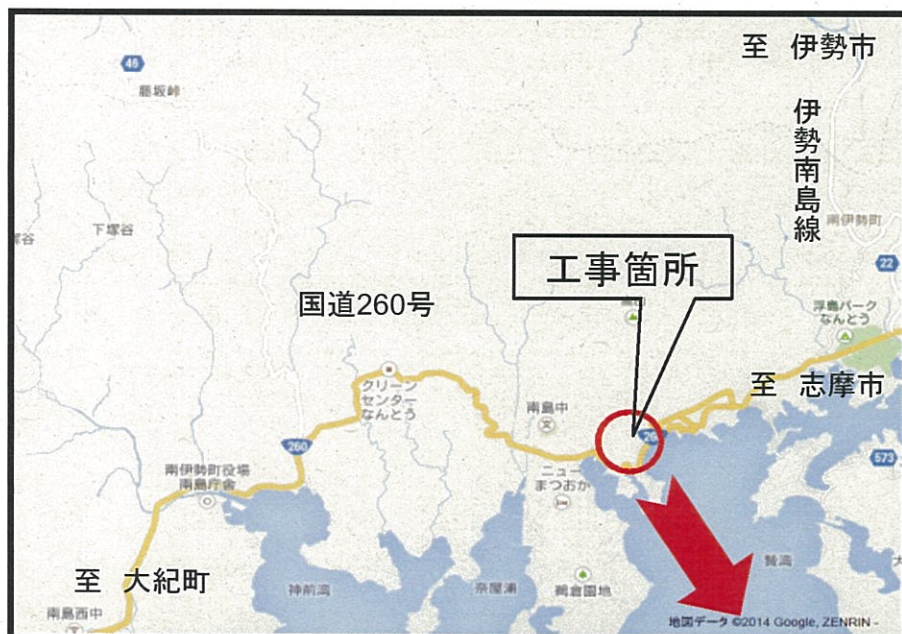 至 伊勢市
46
藤坂峠
伊勢南島線
下塚谷
南伊勢町
工事箇所
22
国道260号
浮島パーク
なんとう
クリーン
センター
なんとう
至 志摩市
南島中
260
573
南伊勢町役場
南島庁舎
ニュー
まつおか
至 大紀町
神前湾
奈屋浦
鵜倉園地
贄湾
南島西中
地図データ ©2014 Google, ZENRIN -